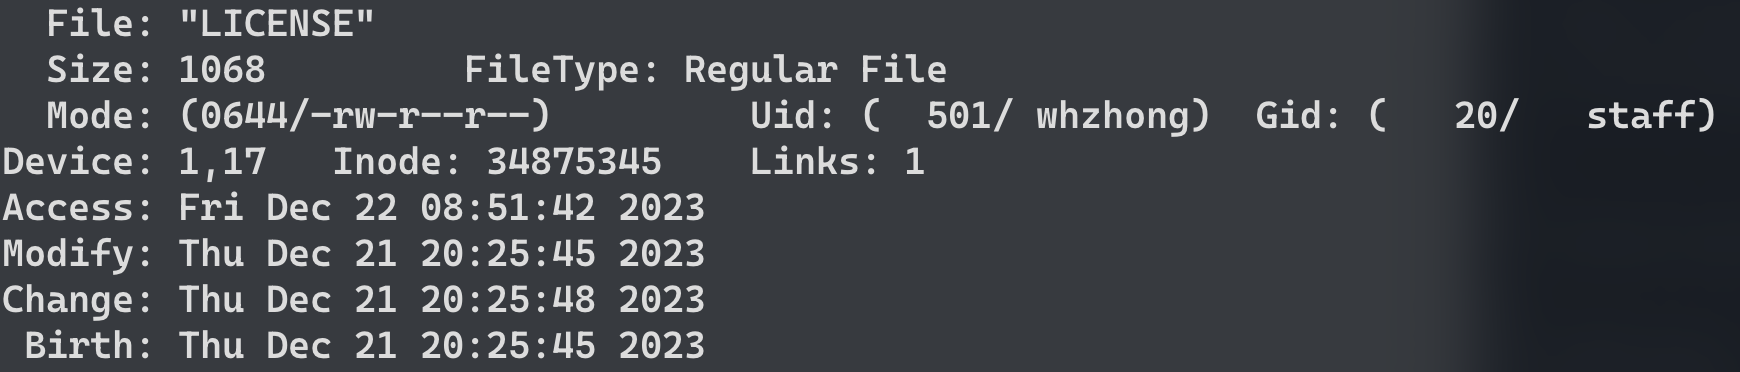 File: "LICENSE"
  Size: 1068         FileType: Regular File
  Mode: (0644/-rw-r--r--)         Uid: (  501/ whzhong)  Gid: (   20/   staff)
Device: 1,17   Inode: 34875345    Links: 1
Access: Fri Dec 22 08:51:42 2023
Modify: Thu Dec 21 20:25:45 2023
Change: Thu Dec 21 20:25:48 2023
 Birth: Thu Dec 21 20:25:45 2023